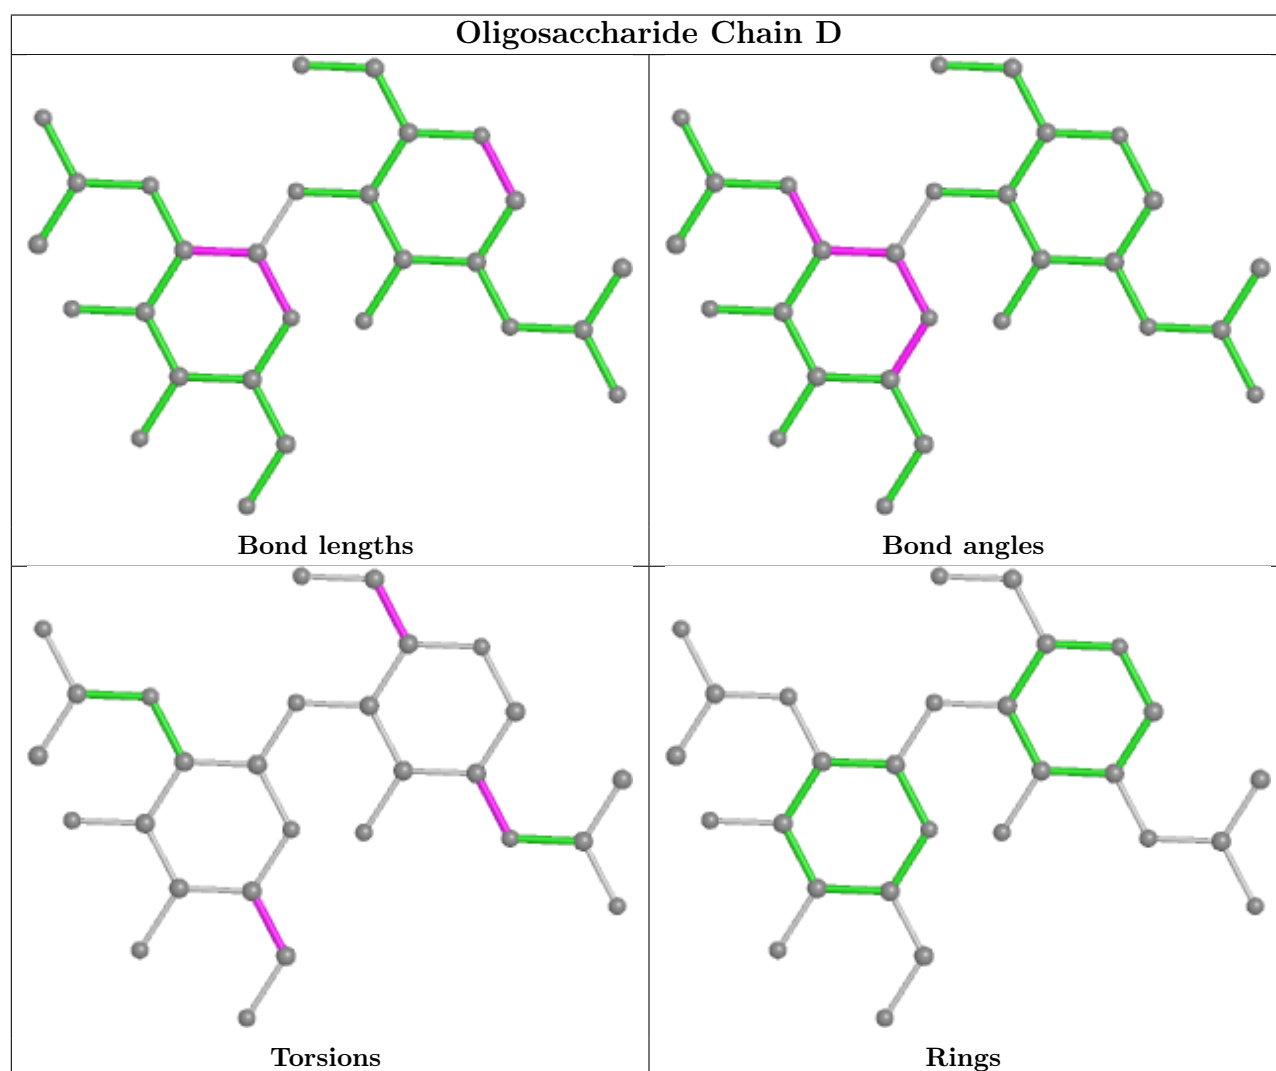 Oligosaccharide Chain D
Bond lengths
Bond angles
Torsions
Rings